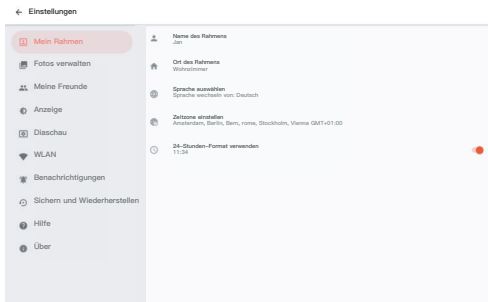 Einstellungen
Mein Rahmen
Fotos verwalten
Meine Freunde
Anzeige
Diaschau
WLAN
Benachrichtigungen
Sichern und Wiederherstellen
Hilfe
Über
Name des Rahmens
Jan
Ort des Rahmens
Wohnzimmer
Sprache auswählen
Sprache wechseln von: Deutsch
Zeitzone einstellen
Amsterdam, Berlin, Bern, rome, Stockholm, Vienna GMT+01:00
24-Stunden-Format verwenden
11:34